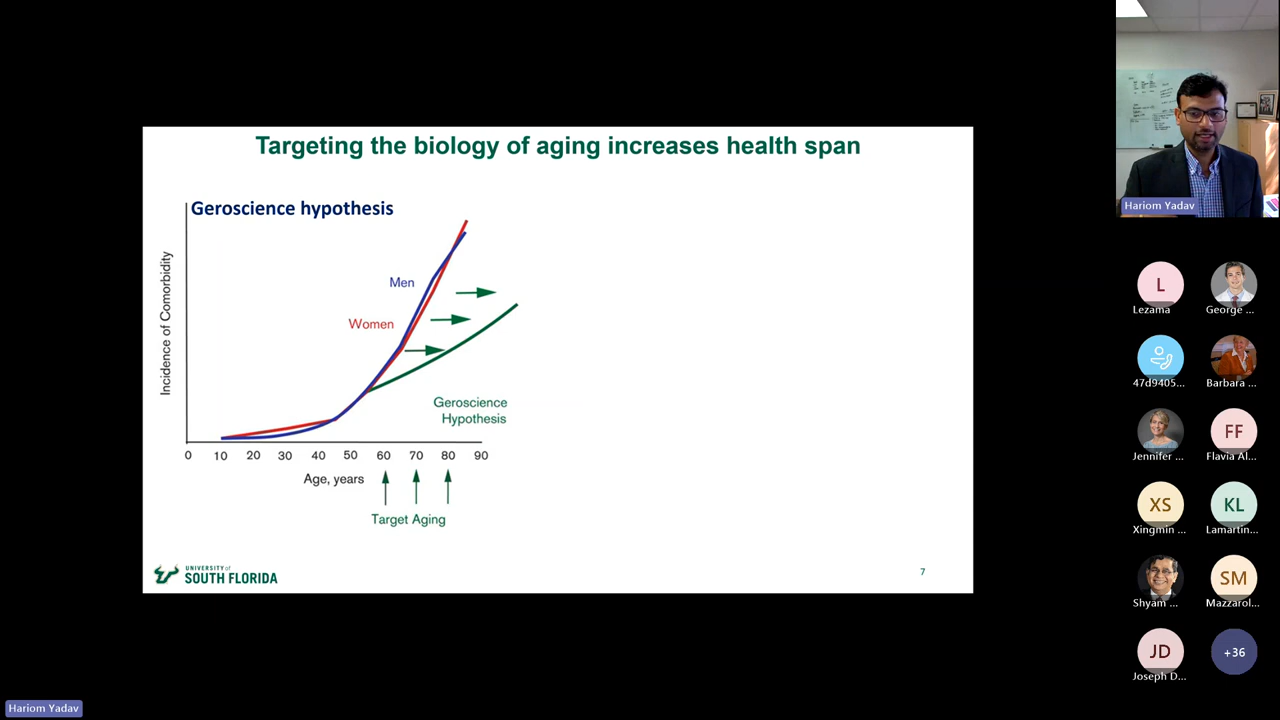 Targeting the biology of aging increases health span
Geroscience hypothesis
Incidence of Comorbidity
Men
Women
Geroscience
Hypothesis
0 10 20 30 40 50 60 70 80 90
Age, years
Target Aging
UNIVERSITY of
SOUTH FLORIDA
7
Hariom Yadav
L
Lezama
George ...
47d9405...
Barbara ...
Jennifer ...
FF
Flavia Al...
XS
Xingmin ...
KL
Lamartin...
Shyam ...
SM
Mazzarol...
JD
Joseph D...
+36
Hariom Yadav